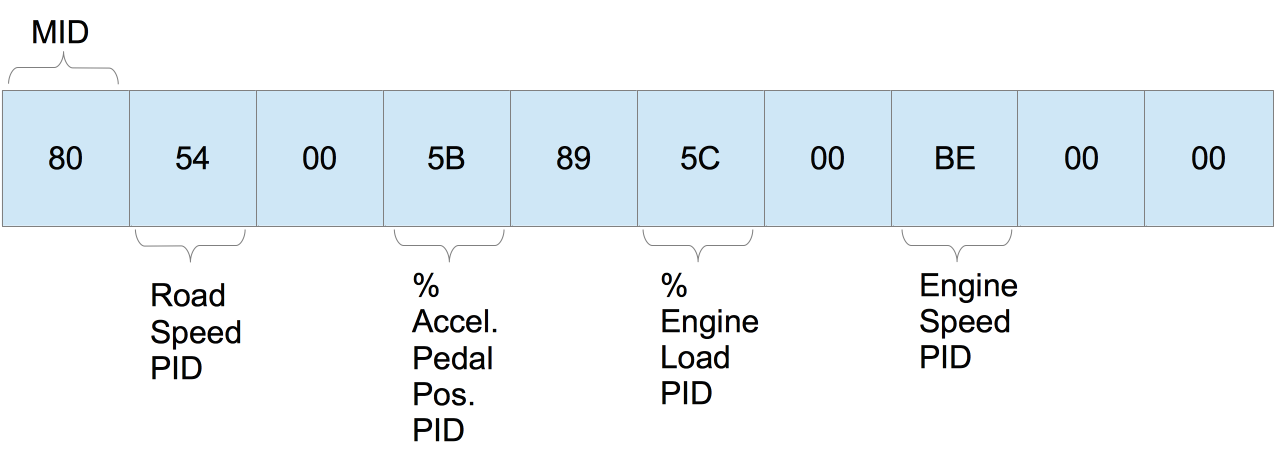 MID
80 54 00 5B 89 5C 00 BE 00 00
Road
Speed
PID
%
Accel.
Pedal
Pos.
PID
%
Engine
Load
PID
Engine
Speed
PID